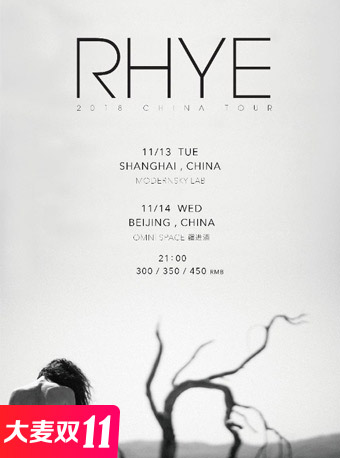 RHYE
2018 CHINA TOUR
11/13 TUE
SHANGHAI , CHINA
MODERNSKY LAB
11/14 WED
BEIJING , CHINA
OMNI SPACE 疆进酒
21:00
300 / 350 / 450 RMB
大麦双11